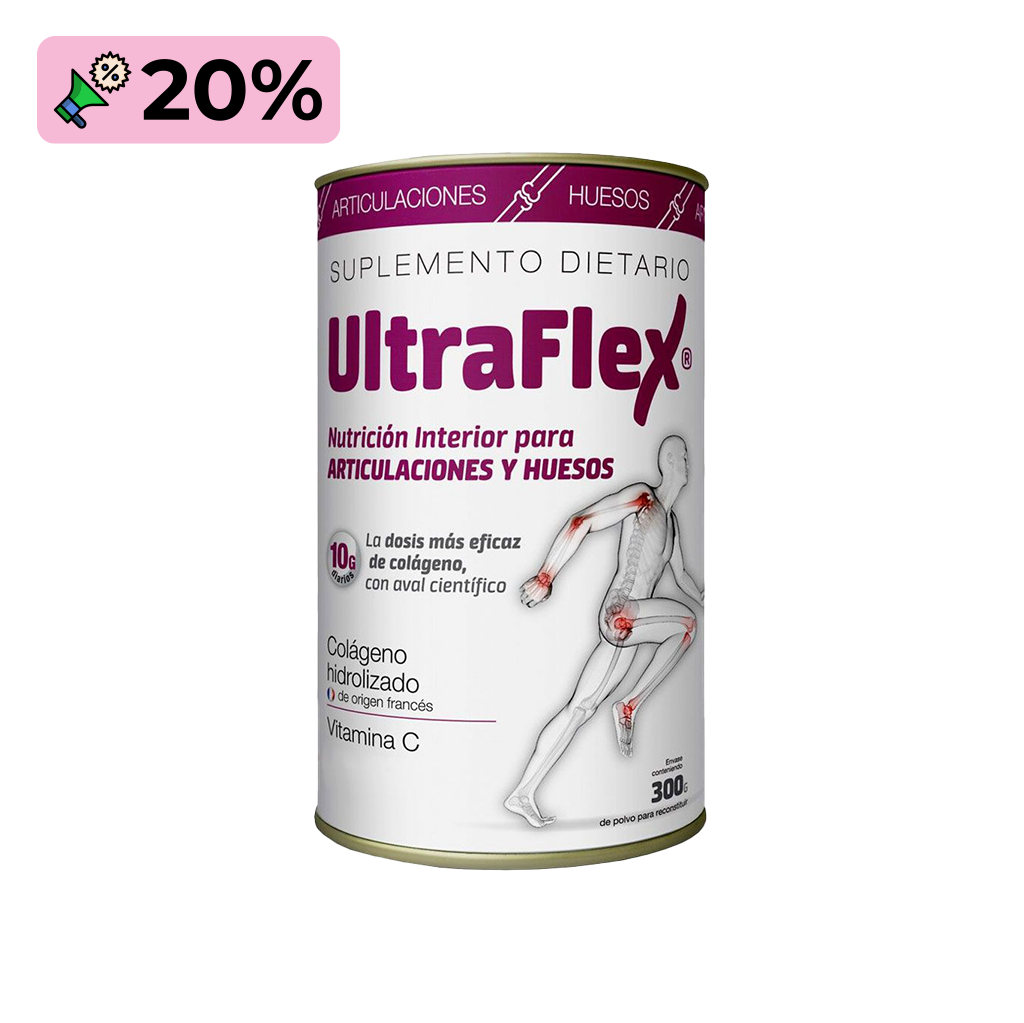 20%
ARTICULACIONES HUESOS
SUPLEMENTO DIETARIO
UltraFlex®
Nutrición Interior para
ARTICULACIONES Y HUESOS
10G
diarios
La dosis más eficaz
de colágeno,
con aval científico
Colágeno
hidrolizado
de origen francés
Vitamina C
Envase
conteniendo
300G
de polvo para reconstituir